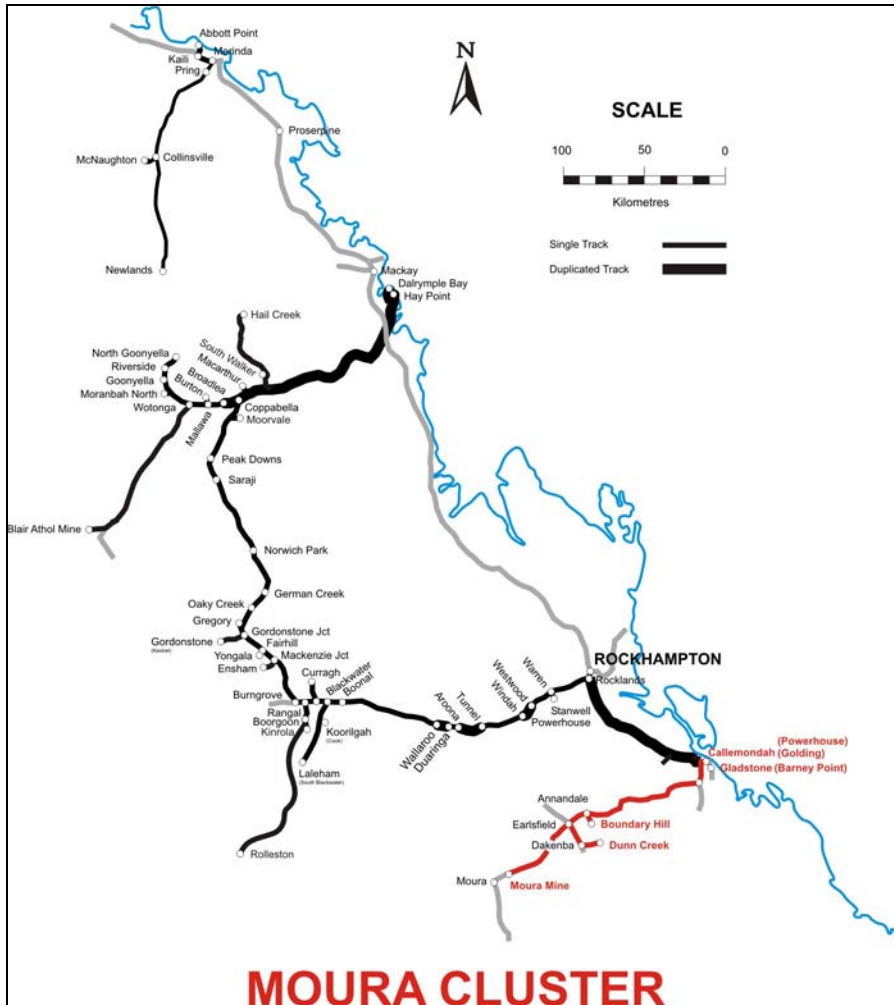 Abbott Point
Merinda
Kaili
Pring
N
SCALE
100 50 0
Kilometres
Single Track
Duplicated Track
Proserpine
McNaughton
Collinsville
Newlands
Mackay
Dalrymple Bay
Hay Point
Hail Creek
South Walker
Macarthur
Broadlea
Burton
Mallawa
North Goonyella
Riverside
Goonyella
Moranbah North
Wotonga
Coppabella
Moorvale
Peak Downs
Saraji
Blair Athol Mine
Norwich Park
German Creek
Oaky Creek
Gregory
Gordonstone Jct
Gordonstone
(Kestrel)
Fairhill
Yongala
Mackenzie Jct
Ensham
Curragh
Blackwater
Boonal
Burngrove
Rangal
Boorgoon
Kinrola
Koorilgah
(Cook)
Laleham
(South Blackwater)
Rolleston
Wallaroo
Duaringa
Aroona
Tunnel
Windah
Westwood
Warren
Stanwell
Powerhouse
ROCKHAMPTON
Rocklands
Callemondah (Powerhouse)
(Golding)
Gladstone (Barney Point)
Annandale
Earlsfield
Boundary Hill
Dakenba
Dunn Creek
Moura
Moura Mine
MOURA CLUSTER